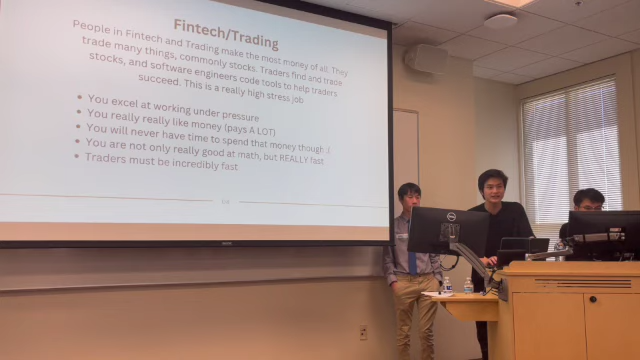 Fintech/Trading
People in Fintech and Trading make the most money of all. They
trade many things, commonly stocks. Traders find and trade
stocks, and software engineers code tools to help traders
succeed. This is a really high stress job
• You excel at working under pressure
• You really really like money (pays A LOT)
• You will never have time to spend that money though :(
• You are not only really good at math, but REALLY fast
• Traders must be incredibly fast
DELL